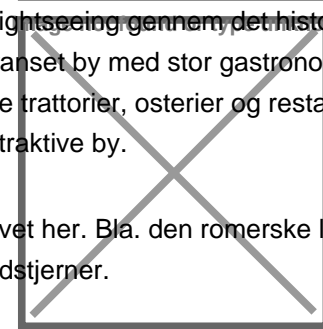 ightseeing gennem det histo
anset by med stor gastrono
e trattorier, osterier og resta
traktive by.
vet her. Bla. den romerske l
dstjerner.